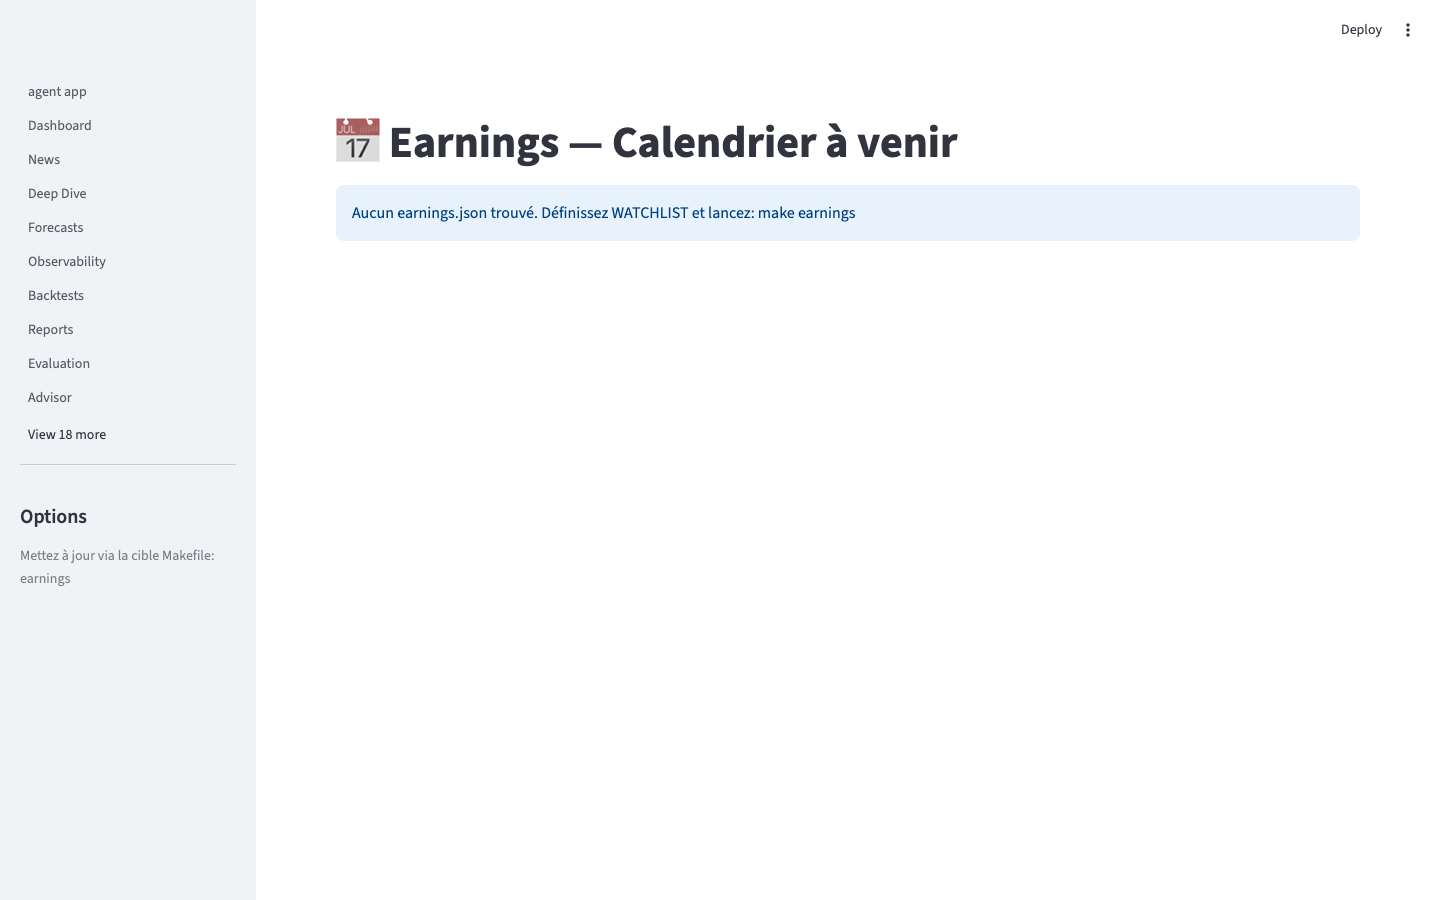 Deploy
agent app
Dashboard
News
Deep Dive
Forecasts
Observability
Backtests
Reports
Evaluation
Advisor
View 18 more
Options
Mettez à jour via la cible Makefile:
earnings
JUL
17
Earnings — Calendrier à venir
Aucun earnings.json trouvé. Définissez WATCHLIST et lancez: make earnings